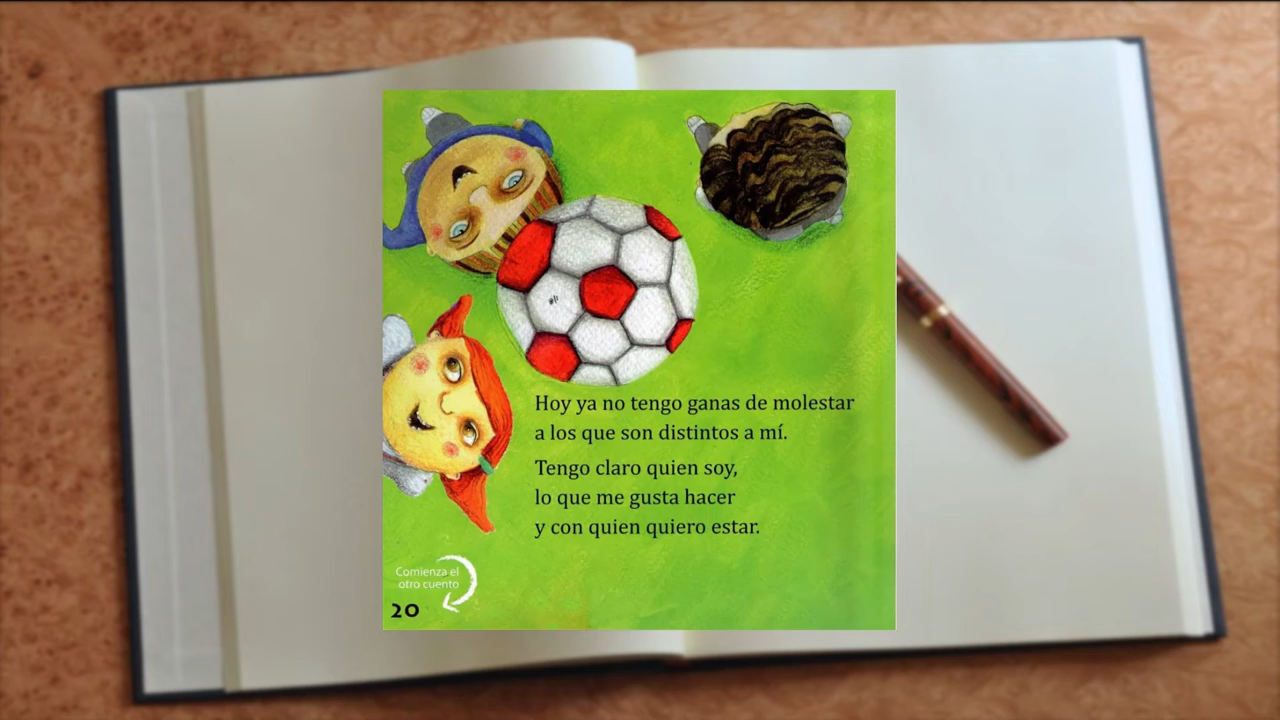 Hoy ya no tengo ganas de molestar
a los que son distintos a mí.
Tengo claro quien soy,
lo que me gusta hacer
y con quien quiero estar.
Comienza el
otro cuento
20